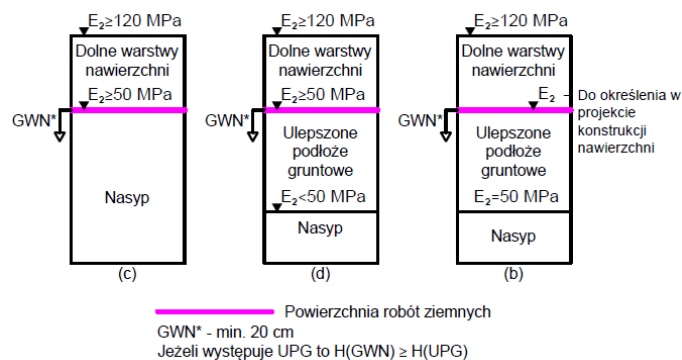 E₂≥120 MPa
Dolne warstwy
nawierzchni
E₂≥50 MPa
GWN*
Nasyp
(c)
E₂≥120 MPa
Dolne warstwy
nawierzchni
E₂≥50 MPa
GWN*
Ulepszone
podłoże
gruntowe
E₂<50 MPa
Nasyp
(d)
E₂≥120 MPa
Dolne warstwy
nawierzchni
E₂
Do określenia w
projekcie
konstrukcji
nawierzchni
GWN*
Ulepszone
podłoże
gruntowe
E₂=50 MPa
Nasyp
(b)
Powierzchnia robót ziemnych
GWN* - min. 20 cm
Jeżeli występuje UPG to H(GWN) ≥ H(UPG)